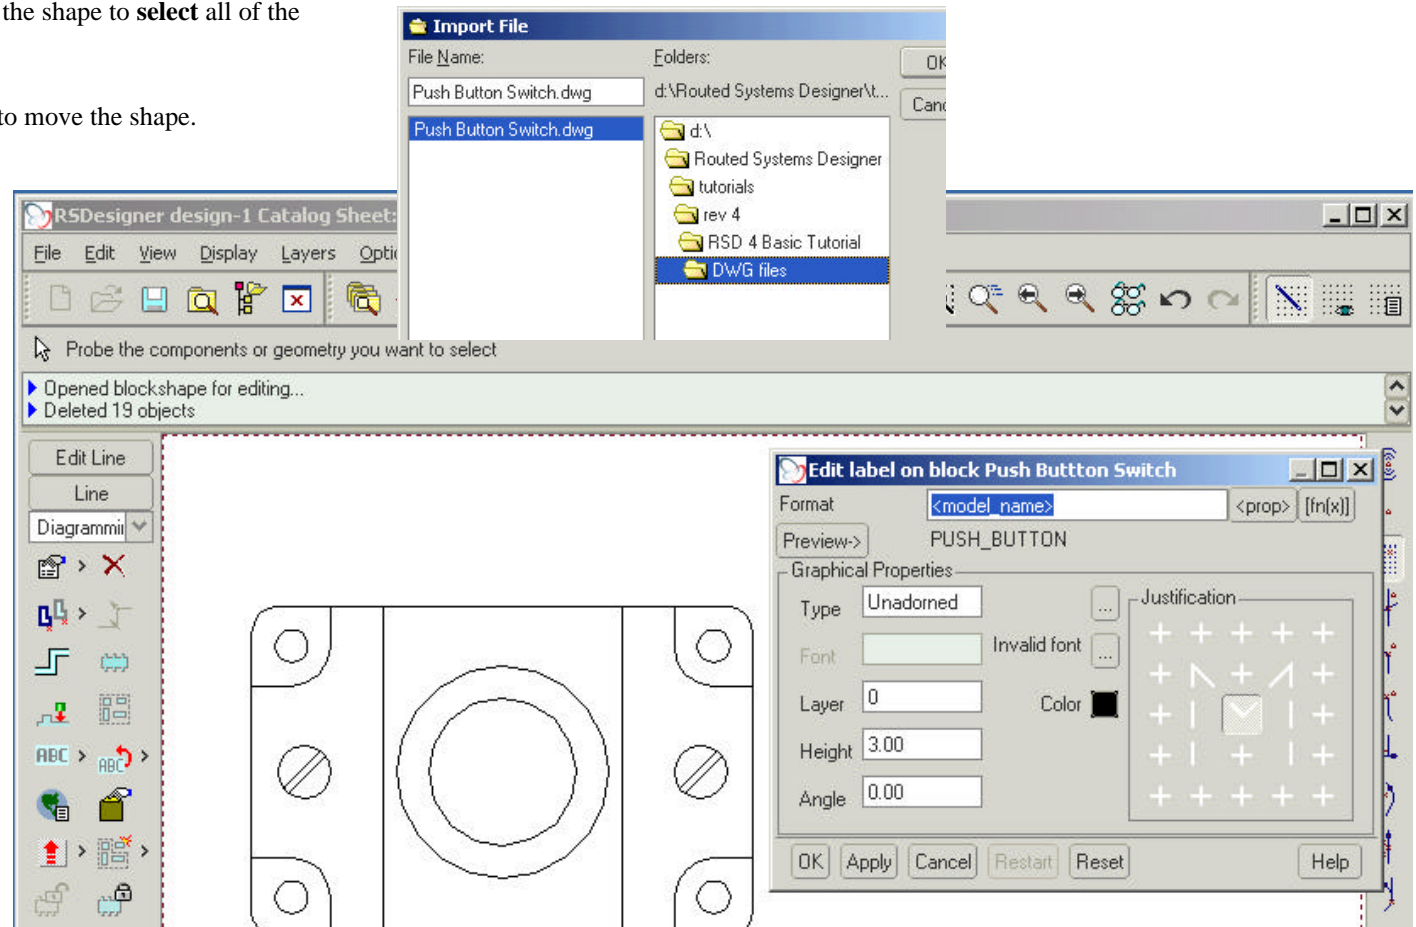 the shape to select all of the
to move the shape.
Import File
File Name:
Folders:
Push Button Switch.dwg
d:\Routed Systems Designer\t...
Push Button Switch.dwg
d:\
Routed Systems Designer
tutorials
rev 4
RSD 4 Basic Tutorial
DWG files
RSDesigner design-1 Catalog Sheet:
File Edit View Display Layers
Probe the components or geometry you want to select
Opened blockshape for editing...
Deleted 19 objects
Edit Line
Line
ABC
ABC
Edit label on block Push Buttton Switch
Format <model_name> <prop> [fn(x)]
Preview-> PUSH_BUTTON
Graphical Properties
Type Unadorned ...
Font Invalid font ...
Layer 0 Color
Height 3.00
Angle 0.00
Justification
OK Apply Cancel Restart Reset Help